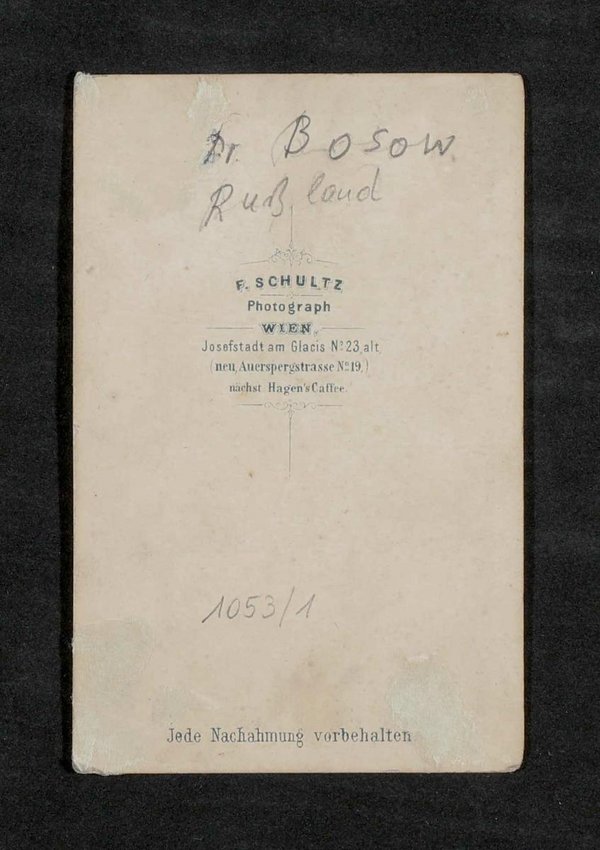 Dr. BOSOW
Rußland
F. SCHULTZ
Photograph
WIEN,
Josefstadt am Glacis No 23, alt,
(neu, Auerspergstrasse No 19,)
nächst Hagen's Caffee.
1053/1
Jede Nachahmung vorbehalten